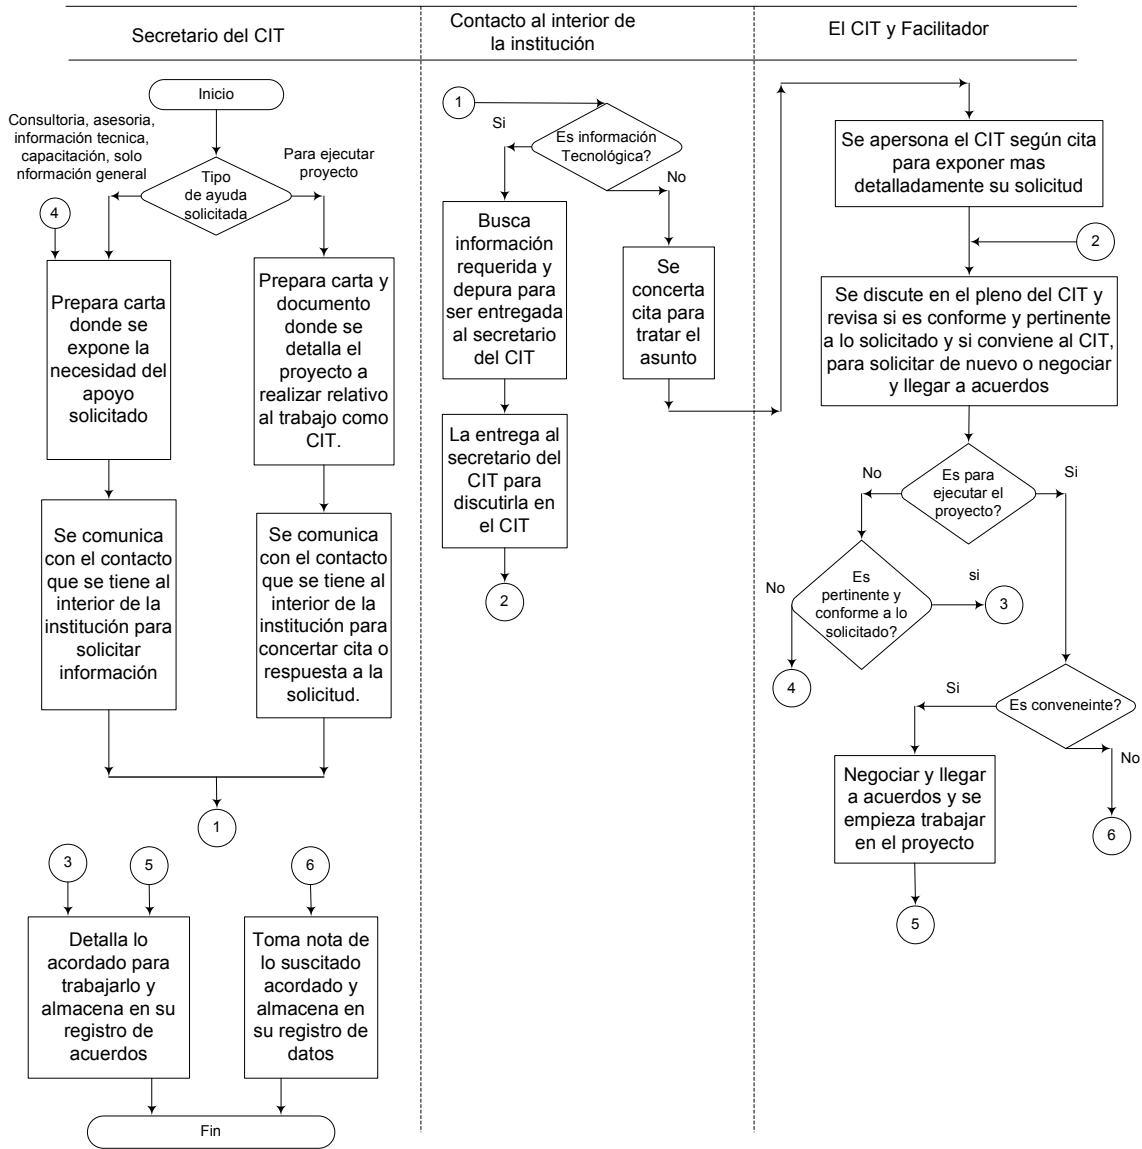 Secretario del CIT
Contacto al interior de
la institución
El CIT y Facilitador
Inicio
Consultoria, asesoria,
información tecnica,
capacitación, solo
nformación general
Tipo
de ayuda
solicitada
Para ejecutar
proyecto
4
Prepara carta
donde se
expone la
necesidad del
apoyo
solicitado
Prepara carta y
documento
donde se
detalla el
proyecto a
realizar relativo
al trabajo como
CIT.
Se comunica
con el contacto
que se tiene al
interior de la
institución para
solicitar
información
Se comunica
con el contacto
que se tiene al
interior de la
institución para
concertar cita o
respuesta a la
solicitud.
1
3
5
6
Detalla lo
acordado para
trabajarlo y
almacena en su
registro de
acuerdos
Toma nota de
lo suscitado
acordado y
almacena en
su registro de
datos
Fin
1
Si
Es información
Tecnológica?
No
Busca
información
requerida y
depura para
ser entregada
al secretario
del CIT
Se
concerta
cita para
tratar el
asunto
La entrega al
secretario del
CIT para
discutirla en
el CIT
2
Se apersona el CIT según cita
para exponer mas
detalladamente su solicitud
2
Se discute en el pleno del CIT y
revisa si es conforme y pertinente
a lo solicitado y si conviene al CIT,
para solicitar de nuevo o negociar
y llegar a acuerdos
No
Es para
ejecutar el
proyecto?
Si
No
Es
pertinente y
conforme a lo
solicitado?
si
3
4
Si
Es conveneinte?
No
Negociar y llegar
a acuerdos y se
empieza trabajar
en el proyecto
6
5